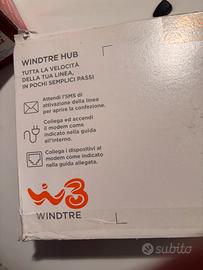 WINDTRE HUB
TUTTA LA VELOCITÀ
DELLA TUA LINEA,
IN POCHI SEMPLICI PASSI
Attendi l'SMS di
attivazione della linea
per aprire la confezione.
Collega ed accendi
il modem come indicato
nella guida all'interno.
Collega i dispositivi al
modem come indicato
nella guida allegata.
W3
WINDTRE
subito